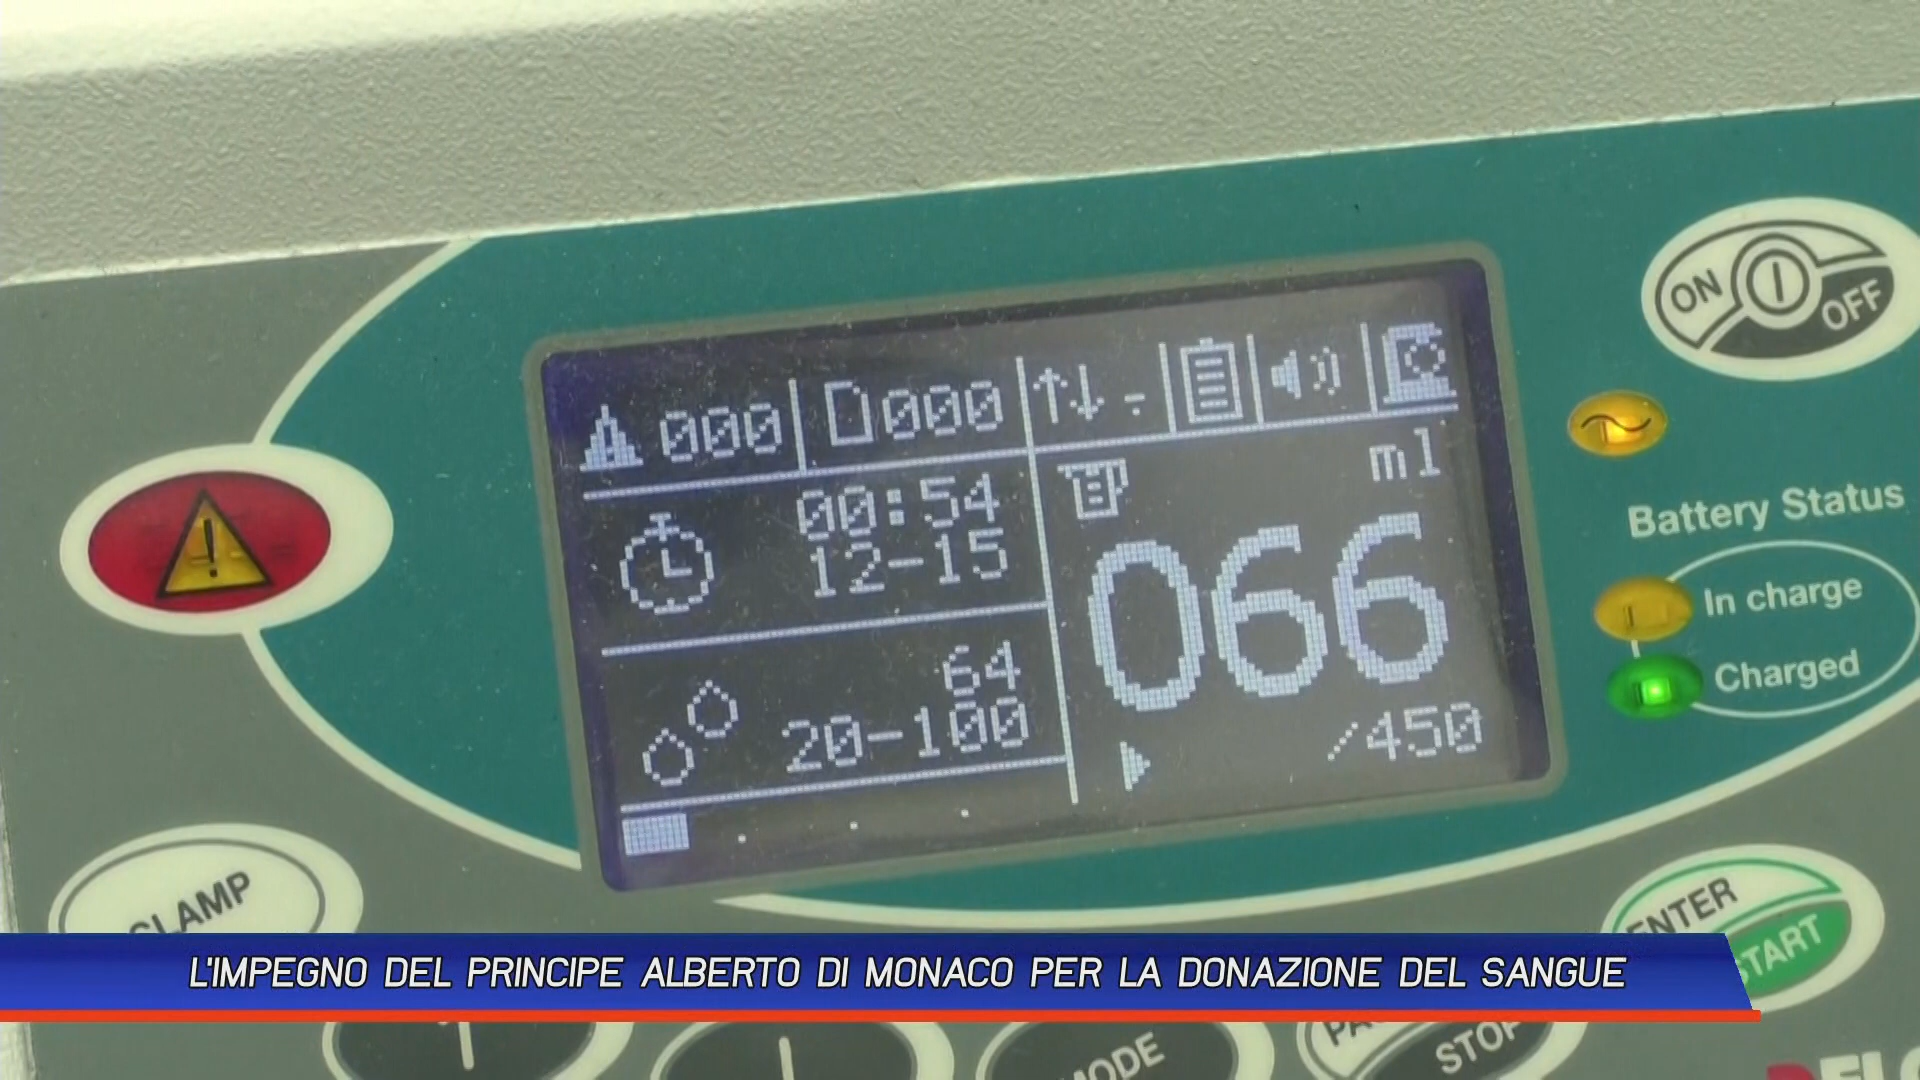 ON
OFF
000
000
ml
00:54
12-15
066
64
20-100
/450
Battery Status
In charge
Charged
CLAMP
ENTER
START
L'IMPEGNO DEL PRINCIPE ALBERTO DI MONACO PER LA DONAZIONE DEL SANGUE
MODE
STOP